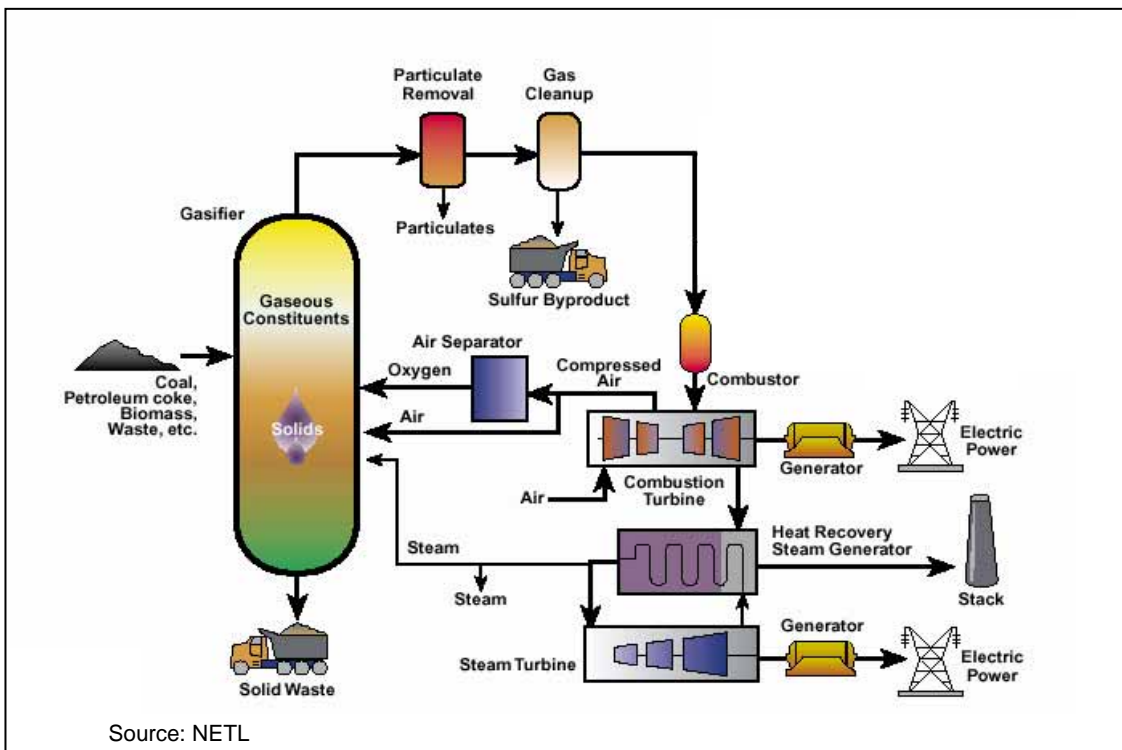 Particulate
Removal
Gas
Cleanup
Gasifier
Particulates
Sulfur Byproduct
Gaseous
Constituents
Air Separator
Compressed
Air
Oxygen
Combustor
Coal,
Petroleum coke,
Biomass,
Waste, etc.
Solids
Air
Electric
Power
Generator
Air
Combustion
Turbine
Heat Recovery
Steam Generator
Steam
Steam
Stack
Generator
Steam Turbine
Electric
Power
Solid Waste
Source: NETL